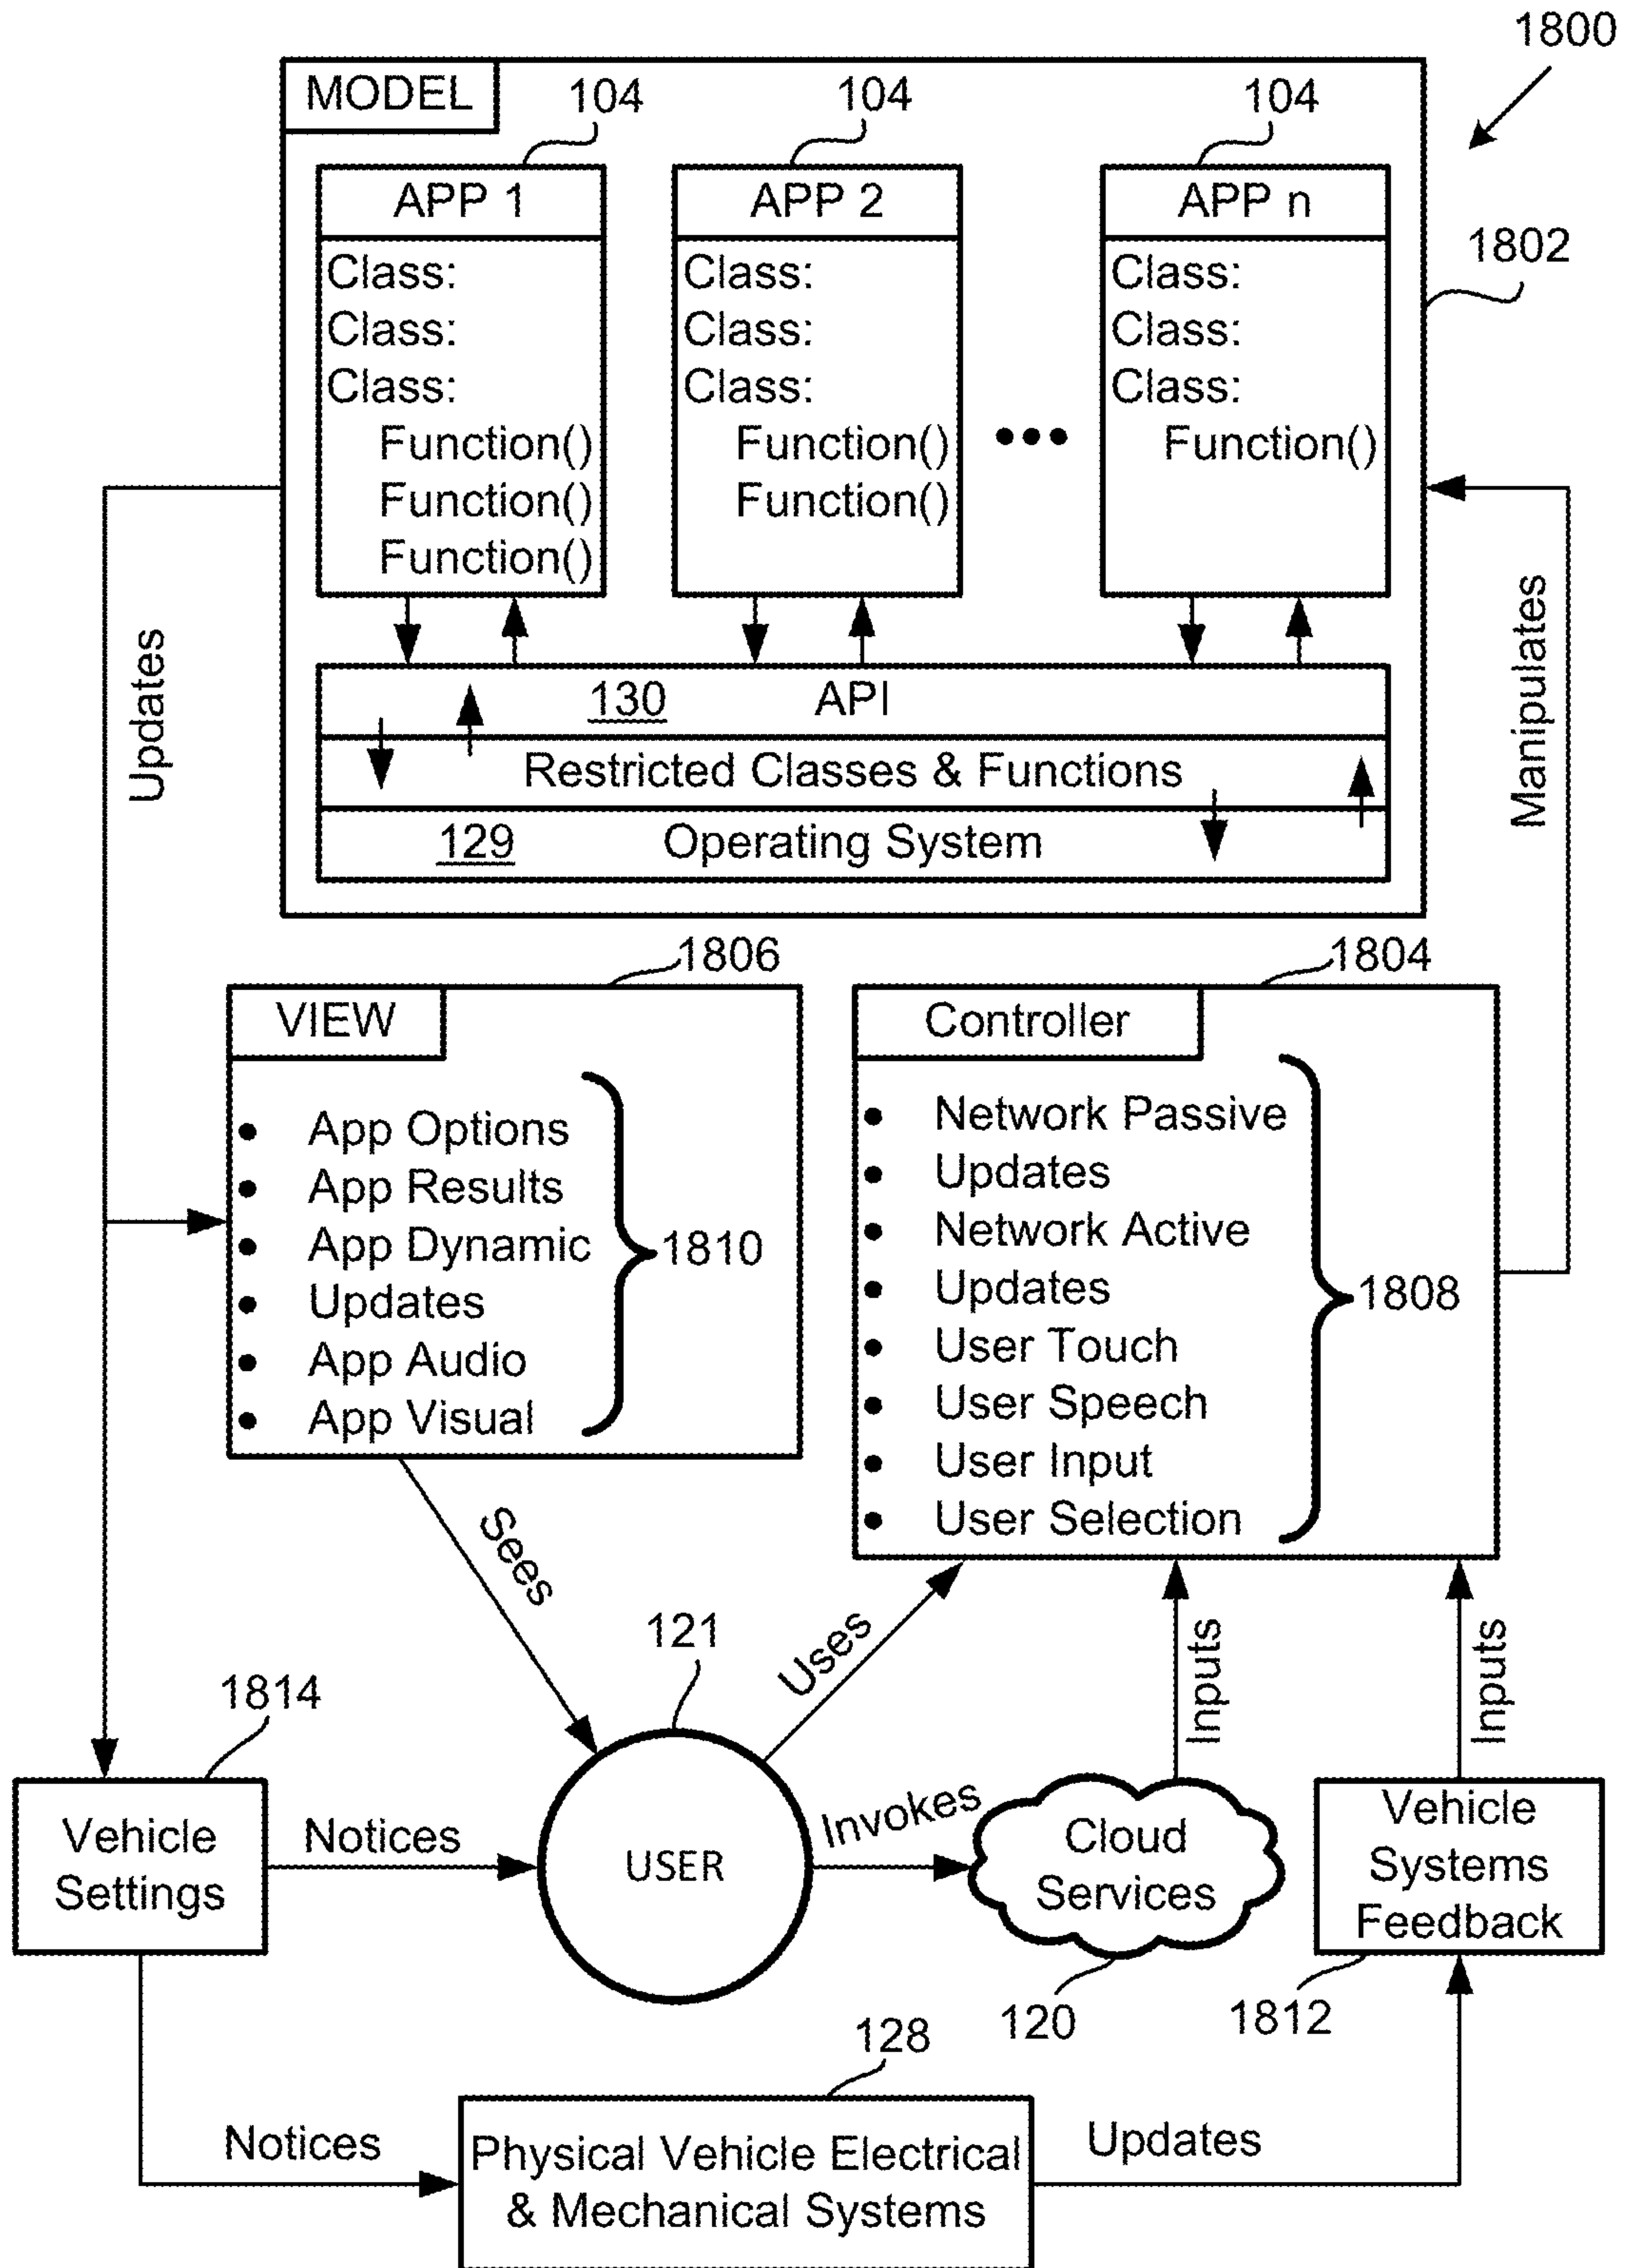 1800
MODEL
104
104
104
APP 1
APP 2
APP n
1802
Class:
Class:
Class:
Function()
Function()
Function()
Class:
Class:
Class:
Function()
Function()
•••
Class:
Class:
Class:
Function()
Updates
Manipulates
130 API
Restricted Classes & Functions
129 Operating System
1806
VIEW
• App Options
• App Results
• App Dynamic
• Updates
• App Audio
• App Visual
1810
1804
Controller
• Network Passive
• Updates
• Network Active
• Updates
• User Touch
• User Speech
• User Input
• User Selection
1808
Sees
Uses
Inputs
Inputs
121
1814
Vehicle
Settings
Notices
USER
Invokes
Cloud
Services
Vehicle
Systems
Feedback
120
1812
128
Notices
Physical Vehicle Electrical
& Mechanical Systems
Updates